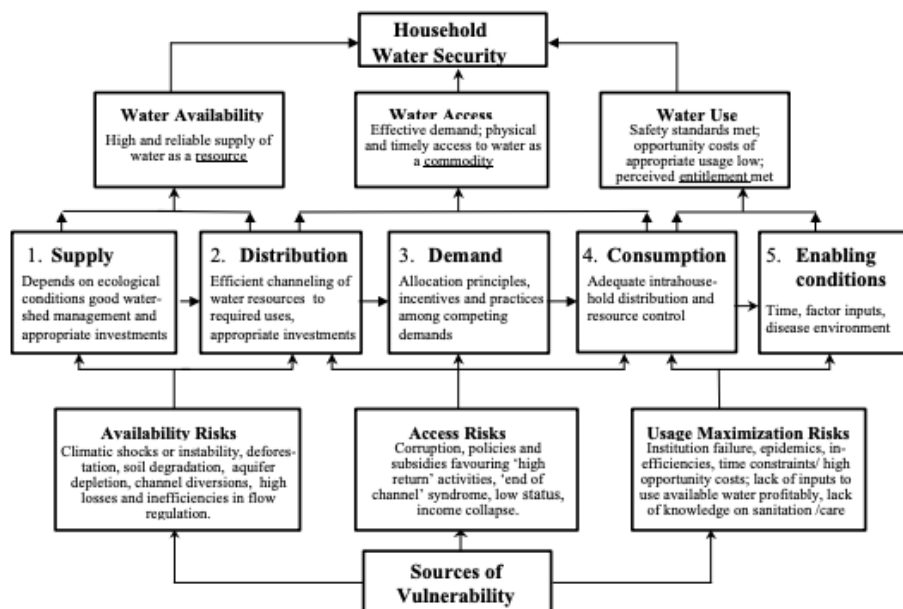 Household
Water Security
Water Availability
High and reliable supply of
water as a resource
Water Access
Effective demand; physical
and timely access to water as
a commodity
Water Use
Safety standards met;
opportunity costs of
appropriate usage low;
perceived entitlement met
1. Supply
Depends on ecological
conditions good water-
shed management and
appropriate investments
2. Distribution
Efficient channeling of
water resources to
required uses,
appropriate investments
3. Demand
Allocation principles,
incentives and practices
among competing
demands
4. Consumption
Adequate intrahouse-
hold distribution and
resource control
5. Enabling
conditions
Time, factor inputs,
disease environment
Availability Risks
Climatic shocks or instability, defores-
tation, soil degradation, aquifer
depletion, channel diversions, high
losses and inefficiencies in flow
regulation.
Access Risks
Corruption, policies and
subsidies favouring ‘high
return’ activities, ‘end of
channel’ syndrome, low status,
income collapse.
Usage Maximization Risks
Institution failure, epidemics, in-
efficiencies, time constraints/ high
opportunity costs; lack of inputs to
use available water profitably, lack
of knowledge on sanitation /care
Sources of
Vulnerability